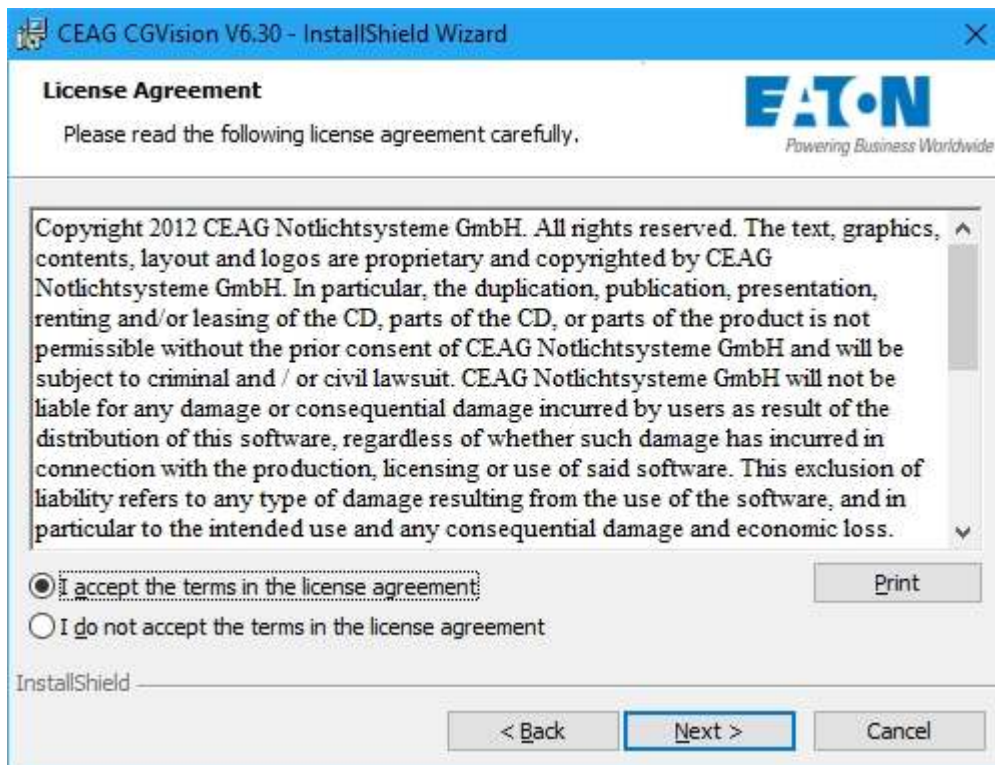 CEAG CGVision V6.30 - InstallShield Wizard
License Agreement
Please read the following license agreement carefully.
EATON
Powering Business Worldwide
Copyright 2012 CEAG Notlichtsysteme GmbH. All rights reserved. The text, graphics,
contents, layout and logos are proprietary and copyrighted by CEAG
Notlichtsysteme GmbH. In particular, the duplication, publication, presentation,
renting and/or leasing of the CD, parts of the CD, or parts of the product is not
permissible without the prior consent of CEAG Notlichtsysteme GmbH and will be
subject to criminal and / or civil lawsuit. CEAG Notlichtsysteme GmbH will not be
liable for any damage or consequential damage incurred by users as result of the
distribution of this software, regardless of whether such damage has incurred in
connection with the production, licensing or use of said software. This exclusion of
liability refers to any type of damage resulting from the use of the software, and in
particular to the intended use and any consequential damage and economic loss.
I accept the terms in the license agreement
Print
I do not accept the terms in the license agreement
InstallShield
< Back
Next >
Cancel